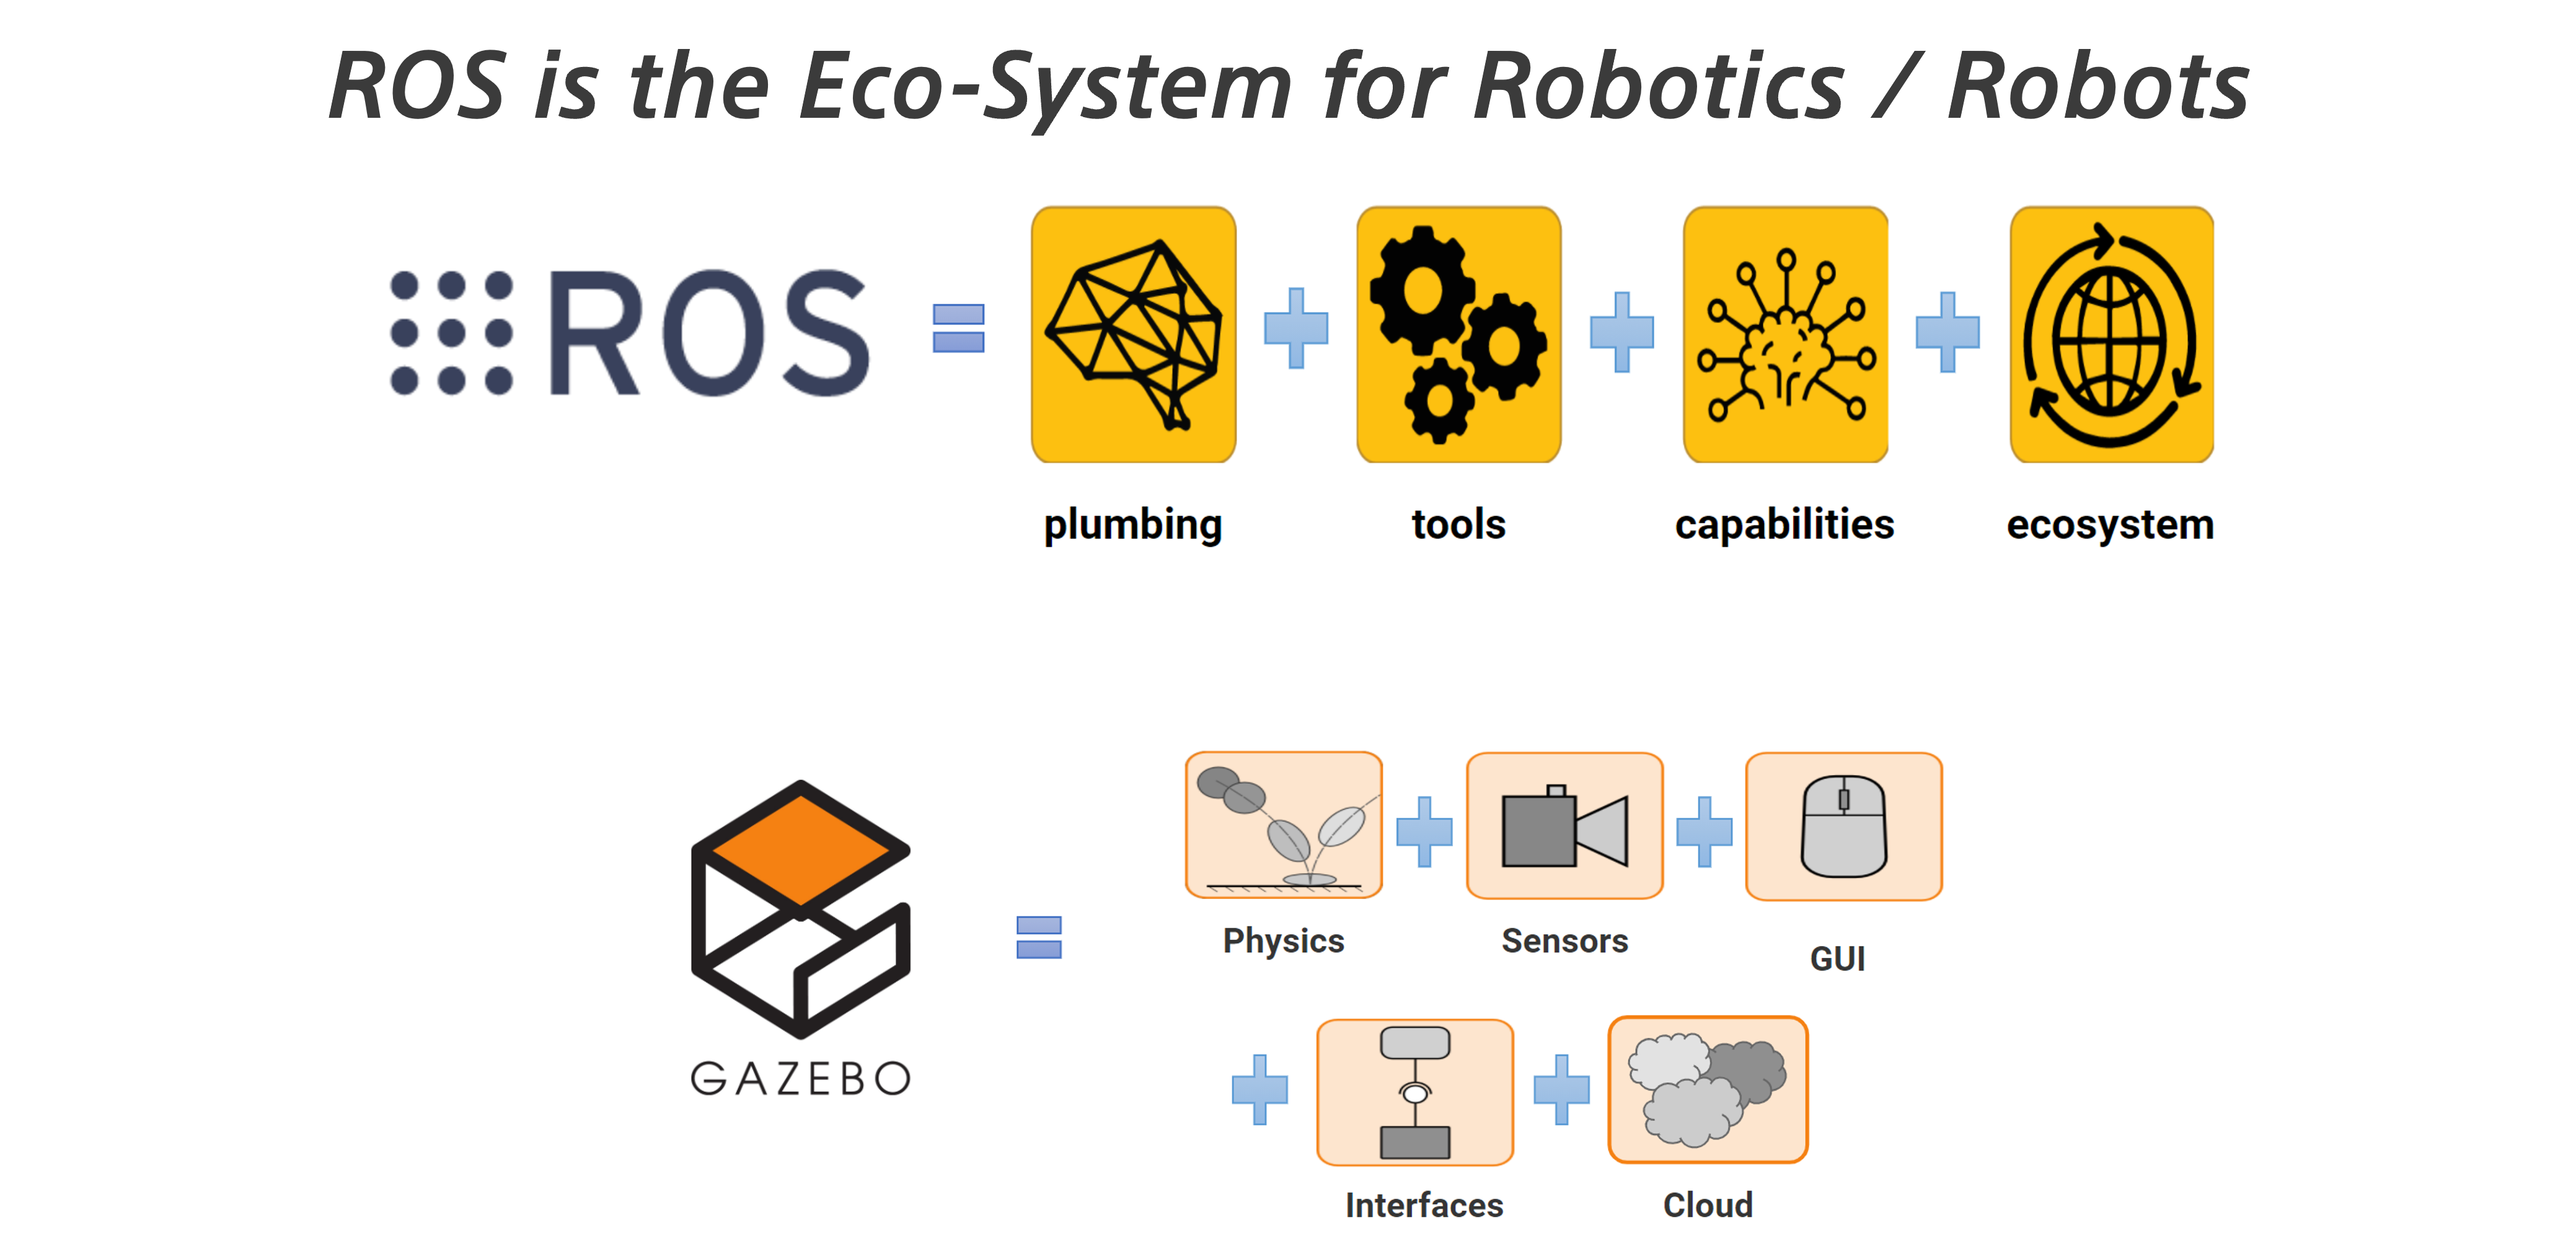 ROS is the Eco-System for Robotics / Robots
ROS
plumbing
tools
capabilities
ecosystem
Physics
Sensors
GUI
GAZEBO
Interfaces
Cloud